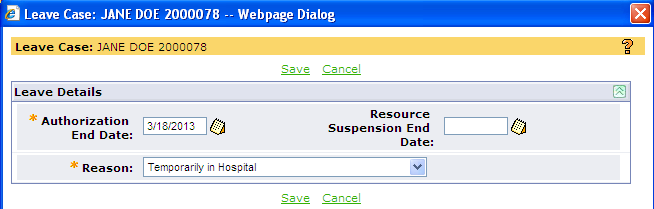 Leave Case: JANE DOE 2000078 -- Webpage Dialog
Leave Case: JANE DOE 2000078
?
Save Cancel
Leave Details
* Authorization End Date: 3/18/2013
Resource Suspension End Date:
* Reason: Temporarily in Hospital
Save Cancel